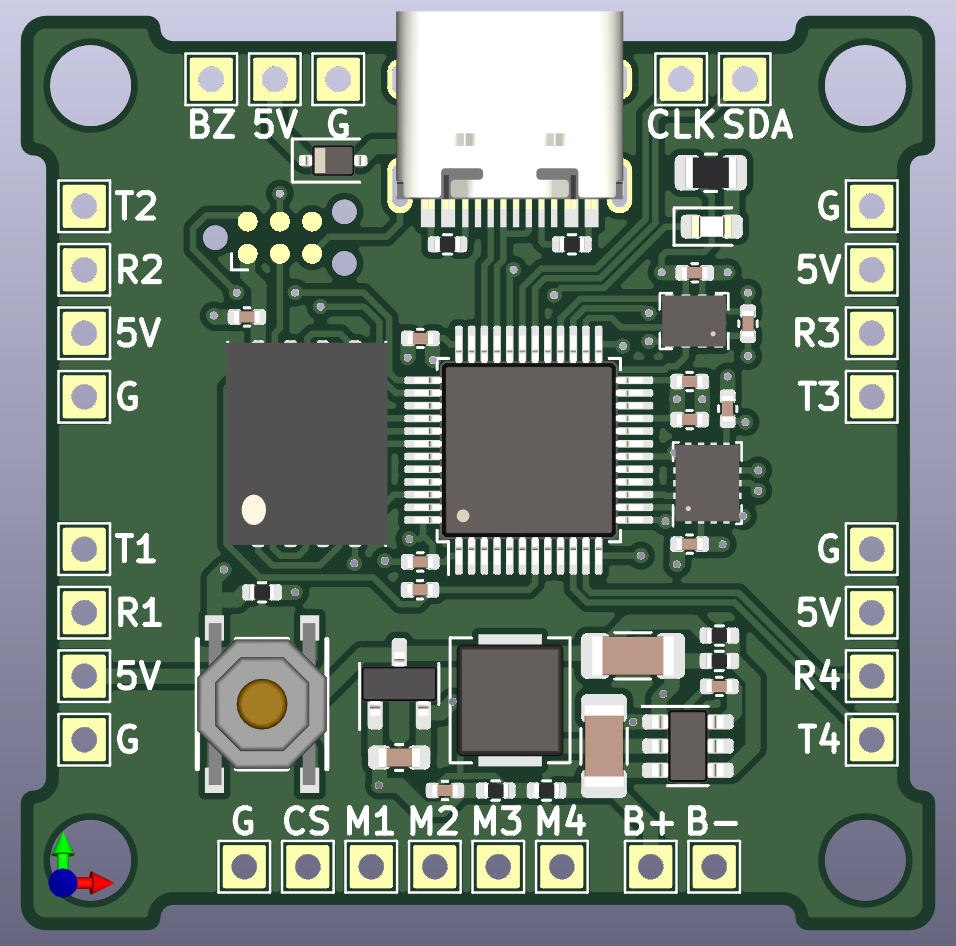 BZ 5V G CLK SDA
T2 G
R2 5V
5V R3
G T3
T1 G
R1 5V
5V R4
G T4
G CS M1 M2 M3 M4 B+ B-